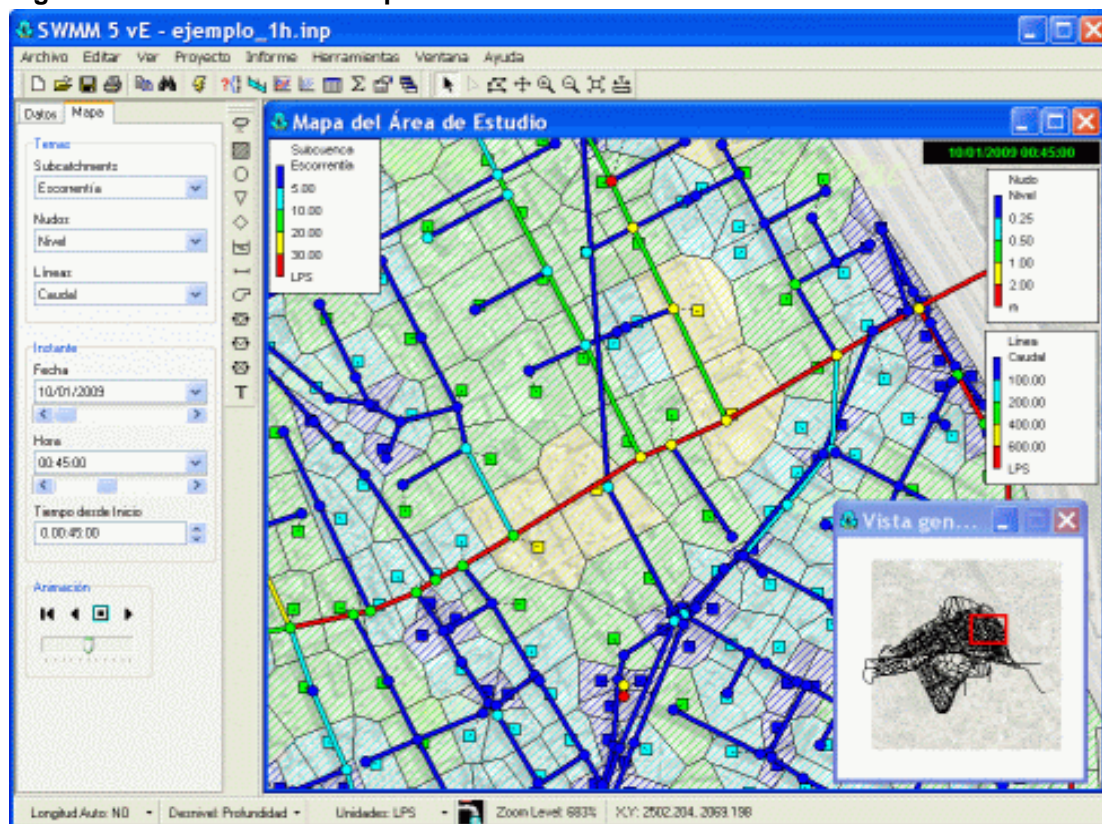 SWMM 5 vE - ejemplo_1h.inp
Archivo Editar Ver Proyecto Informe Herramientas Ventana Ayuda
Datos Mapa
Temas
Subcatchments
Escorrentía
Nudos
Nivel
Líneas
Caudal
Instante
Fecha
10/01/2009
Hora
00:45:00
Tiempo desde Inicio
0.00:45:00
Animación
T
Mapa del Área de Estudio
Subcuenca
Escorrentía
5.00
10.00
20.00
30.00
LPS
10/01/2009 00:45:00
Nudo
Nivel
0.25
0.50
1.00
2.00
m
Línea
Caudal
100.00
200.00
400.00
600.00
LPS
Vista gen...
Longitud Auto: NO Desnivel: Profundidad Unidades: LPS Zoom Level: 683% X,Y: 2502.204, 2069.198